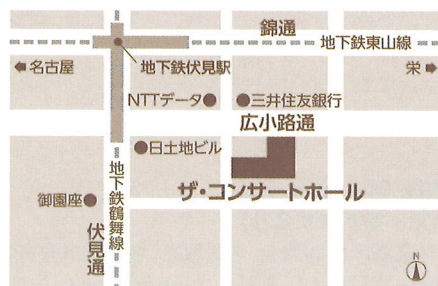 錦通
地下鉄東山線
名古屋
地下鉄伏見駅
栄
NTTデータ
三井住友銀行
広小路通
日土地ビル
地下鉄鶴舞線
ザ・コンサートホール
御園座
伏見通
N